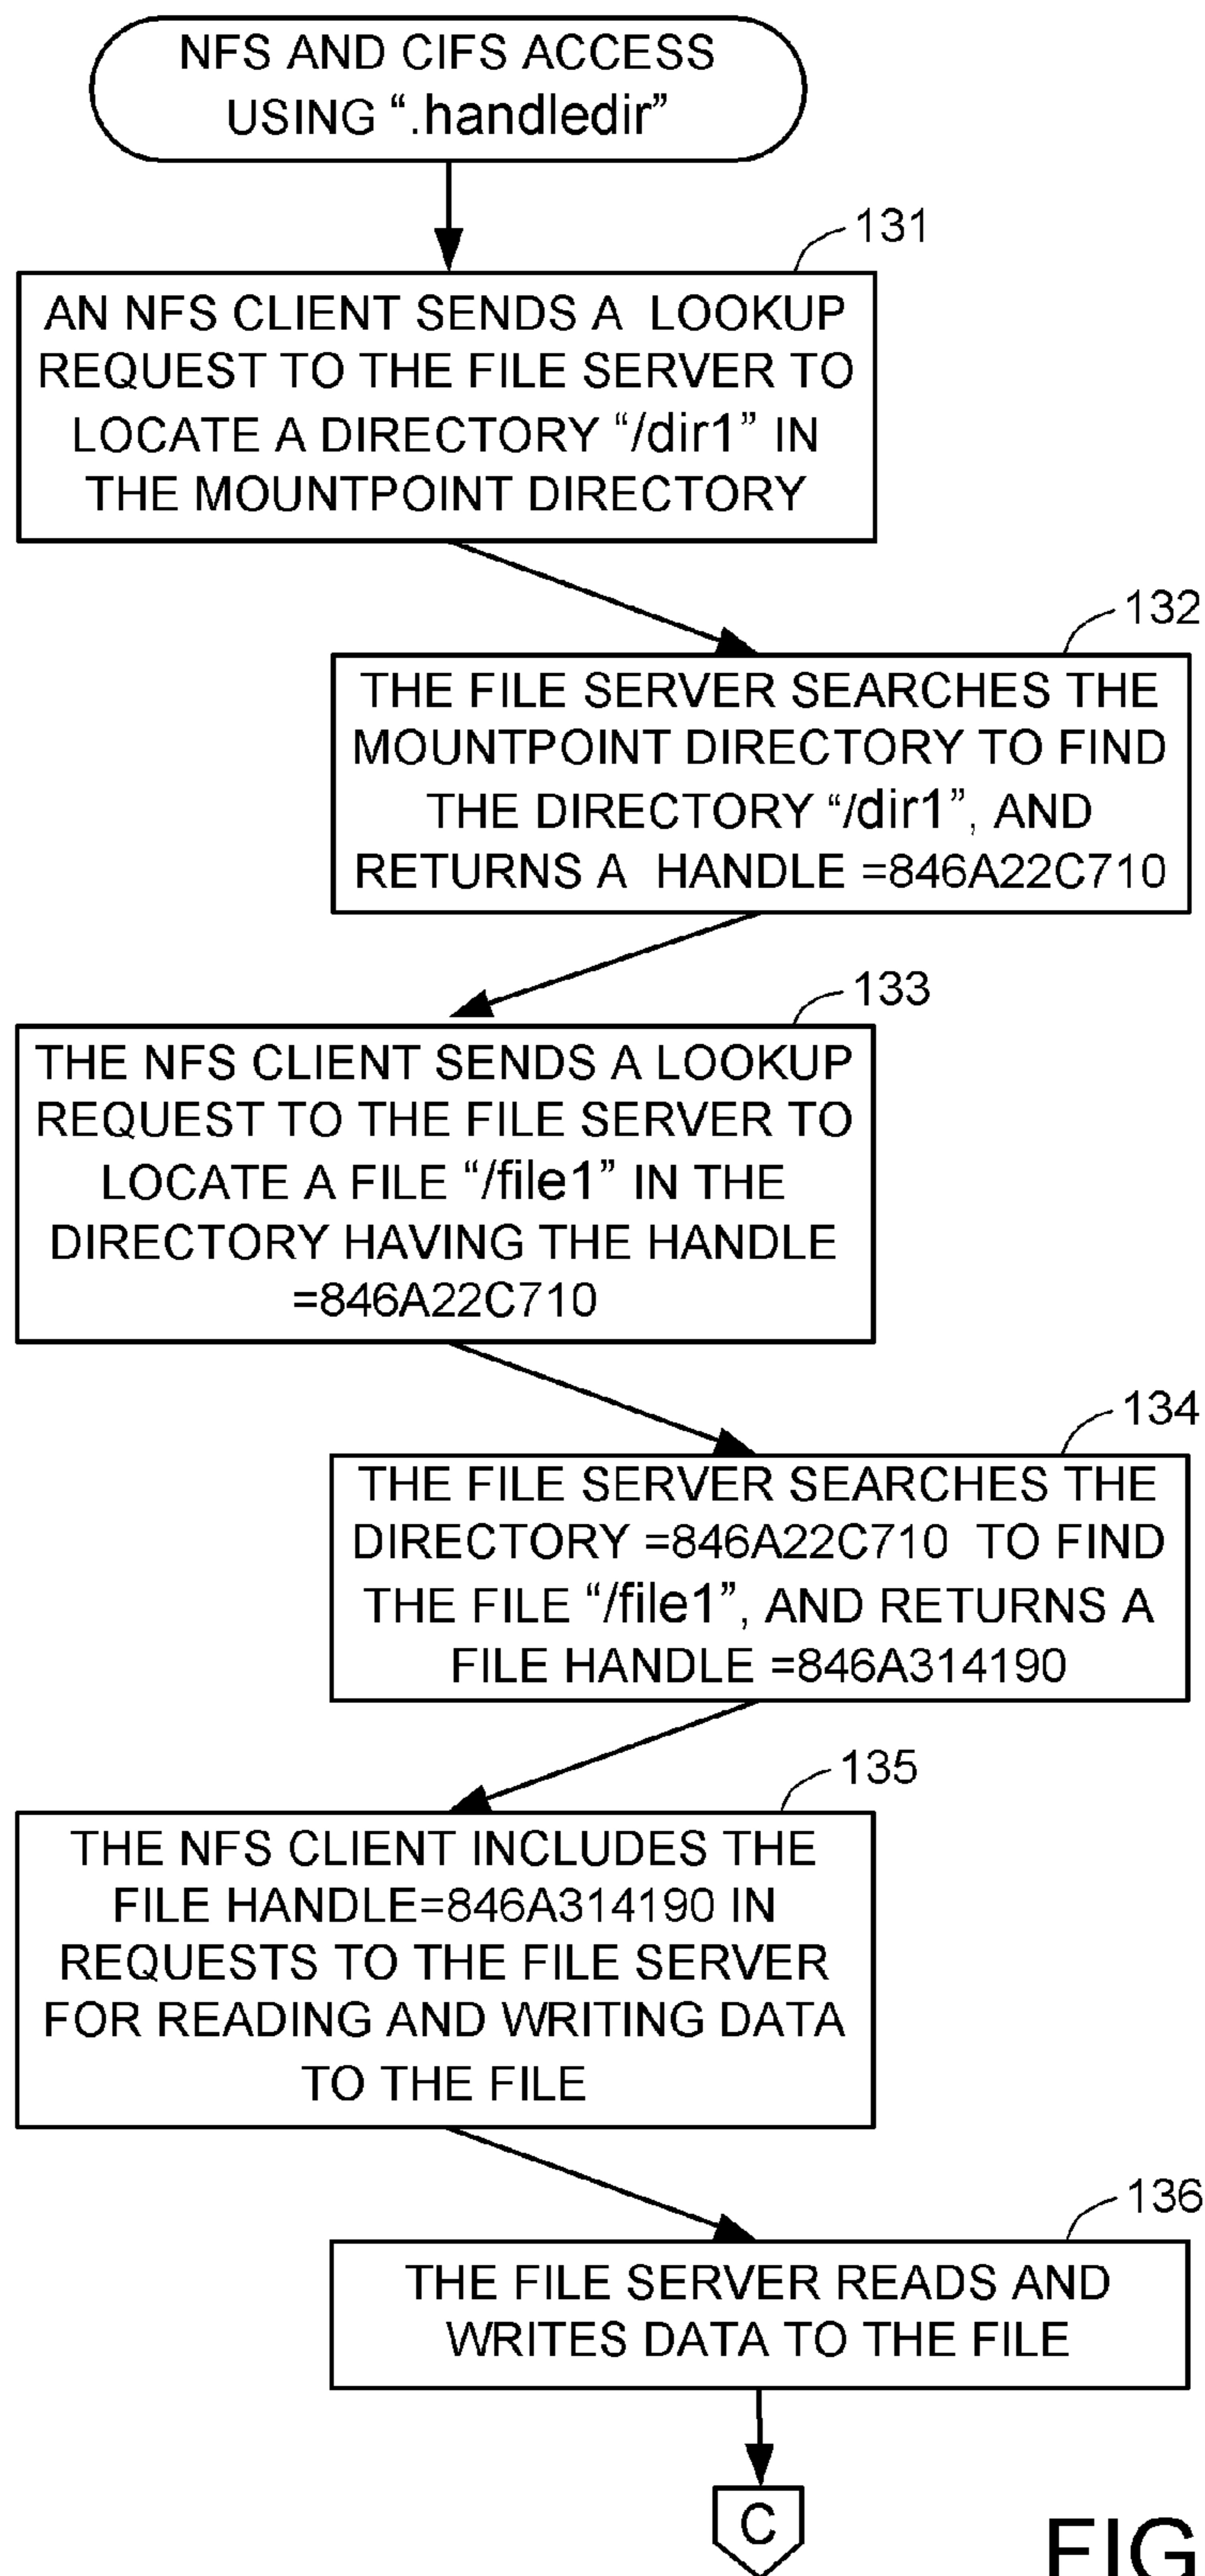 NFS AND CIFS ACCESS
USING “.handledir”
131
AN NFS CLIENT SENDS A LOOKUP
REQUEST TO THE FILE SERVER TO
LOCATE A DIRECTORY “/dir1” IN
THE MOUNTPOINT DIRECTORY
132
THE FILE SERVER SEARCHES THE
MOUNTPOINT DIRECTORY TO FIND
THE DIRECTORY “/dir1”, AND
RETURNS A HANDLE =846A22C710
133
THE NFS CLIENT SENDS A LOOKUP
REQUEST TO THE FILE SERVER TO
LOCATE A FILE “/file1” IN THE
DIRECTORY HAVING THE HANDLE
=846A22C710
134
THE FILE SERVER SEARCHES THE
DIRECTORY =846A22C710 TO FIND
THE FILE “/file1”, AND RETURNS A
FILE HANDLE =846A314190
135
THE NFS CLIENT INCLUDES THE
FILE HANDLE=846A314190 IN
REQUESTS TO THE FILE SERVER
FOR READING AND WRITING DATA
TO THE FILE
136
THE FILE SERVER READS AND
WRITES DATA TO THE FILE
C
FIG